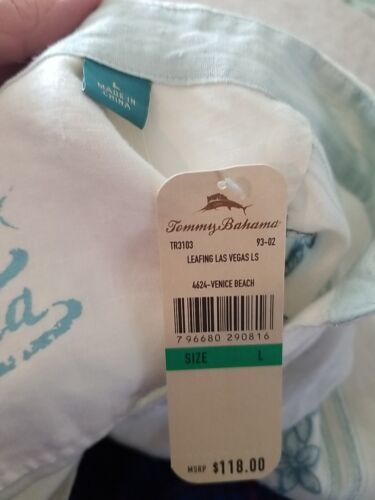 L
MADE IN
CHINA
Tommy Bahama
TR3103 93-02
LEAFING LAS VEGAS LS
4624-VENICE BEACH
7 96680 290816
SIZE L
MSRP $118.00